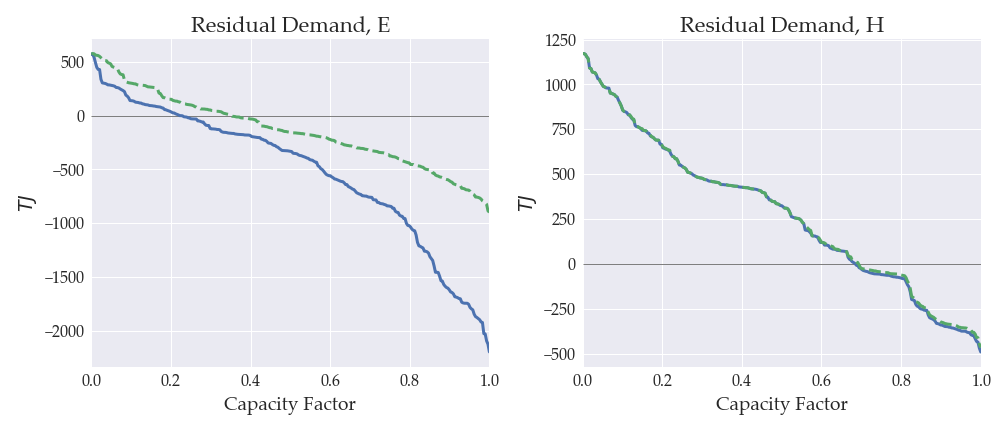 Residual Demand, E
500
0
−500
−1000
−1500
−2000
TJ
0.0 0.2 0.4 0.6 0.8 1.0
Capacity Factor
Residual Demand, H
1250
1000
750
500
250
0
−250
−500
TJ
0.0 0.2 0.4 0.6 0.8 1.0
Capacity Factor